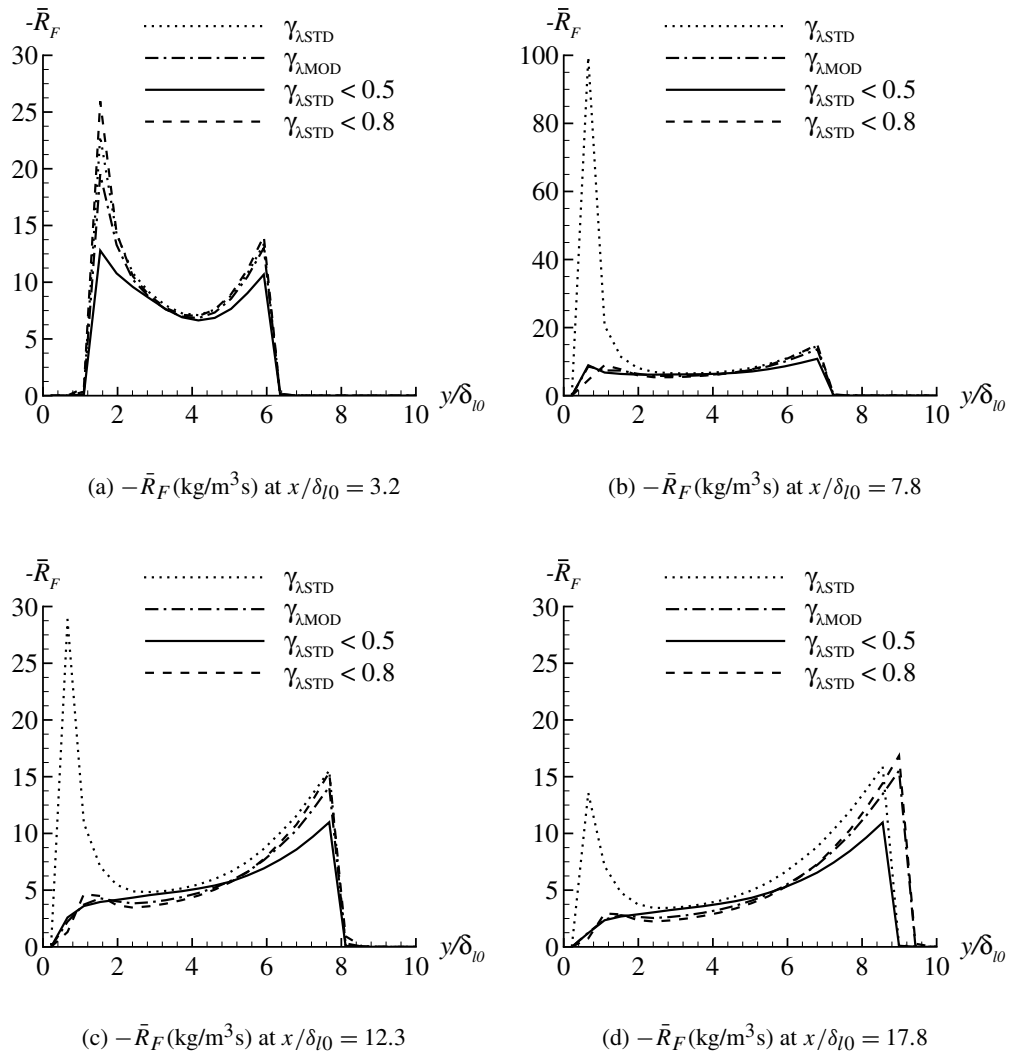 -R̄_F
γ_λSTD
γ_λMOD
γ_λSTD < 0.5
γ_λSTD < 0.8
30
25
20
15
10
5
0
0 2 4 6 8 10 y/δ_l0
(a) −R̄_F(kg/m³s) at x/δ_l0 = 3.2
-R̄_F
γ_λSTD
γ_λMOD
γ_λSTD < 0.5
γ_λSTD < 0.8
100
80
60
40
20
0
0 2 4 6 8 10 y/δ_l0
(b) −R̄_F(kg/m³s) at x/δ_l0 = 7.8
-R̄_F
γ_λSTD
γ_λMOD
γ_λSTD < 0.5
γ_λSTD < 0.8
30
25
20
15
10
5
0
0 2 4 6 8 10 y/δ_l0
(c) −R̄_F(kg/m³s) at x/δ_l0 = 12.3
-R̄_F
γ_λSTD
γ_λMOD
γ_λSTD < 0.5
γ_λSTD < 0.8
30
25
20
15
10
5
0
0 2 4 6 8 10 y/δ_l0
(d) −R̄_F(kg/m³s) at x/δ_l0 = 17.8